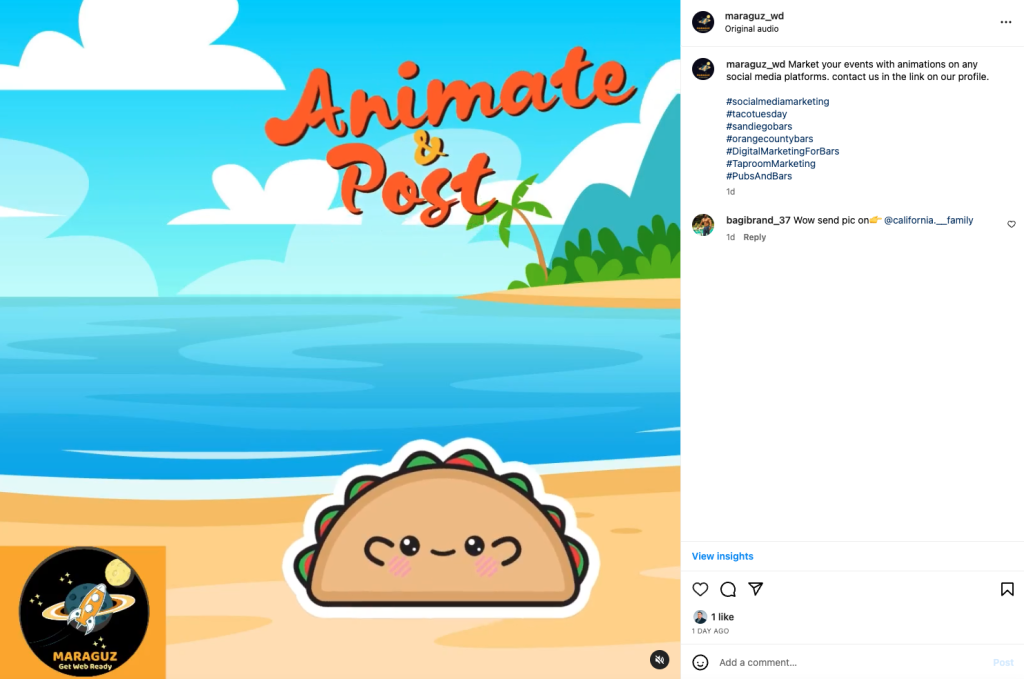 Animate
&
Post
MARAGUZ
Get Web Ready
maraguz_wd
Original audio
maraguz_wd Market your events with animations on any
social media platforms. contact us in the link on our profile.
#socialmediamarketing
#tacotuesday
#sandiegobars
#orangecountybars
#DigitalMarketingForBars
#TaproomMarketing
#PubsAndBars
1d
bagibrand_37 Wow send pic on👉 @california.__family
1d Reply
View insights
1 like
1 DAY AGO
Add a comment...
Post